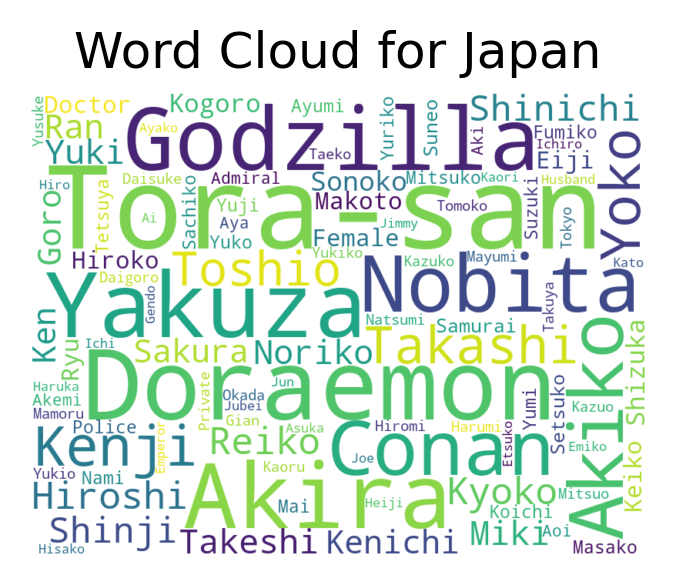 Word Cloud for Japan
Yusuke
Doctor
Kogoro
Ayumi
Yuriko
Suneo
Aki
Shinichi
Ran
Ayako
Godzilla
Fumiko
Ichiro
Yuki
Taeko
Eiji
Yoko
Hiro
Daisuke
Admiral
Sonoko
Mitsuko
Kaori
Husband
Tora-san
Goro
Tetsuya
Ai
Sachiko
Yuji
Makoto
Tomoko
Suzuki
Aya
Jimmy
Tokyo
Yuko
Female
Hiroko
Yukiko
Kazuko
Mayumi
Kato
Daigoro
Toshio
Nobita
Gendo
Yakuza
Takuya
Ken
Natsumi
Samurai
Ichi
Sakura
Noriko
Takashi
Shizuka
Ryu
Akiko
Haruka
Doraemon
Jun
Akemi
Private
Okada
Yumi
Setsuko
Kazuo
Mamoru
Jubei
Police
Gian
Asuka
Hiromi
Harumi
Kenji
Emperor
Reiko
Conan
Etsuko
Emiko
Yukio
Nami
Kaoru
Joe
Keiko
Akira
Kyoko
Mitsuo
Hiroshi
Mai
Heiji
Koichi
Shinji
Takeshi
Kenichi
Miki
Aoi
Hisako
Masako